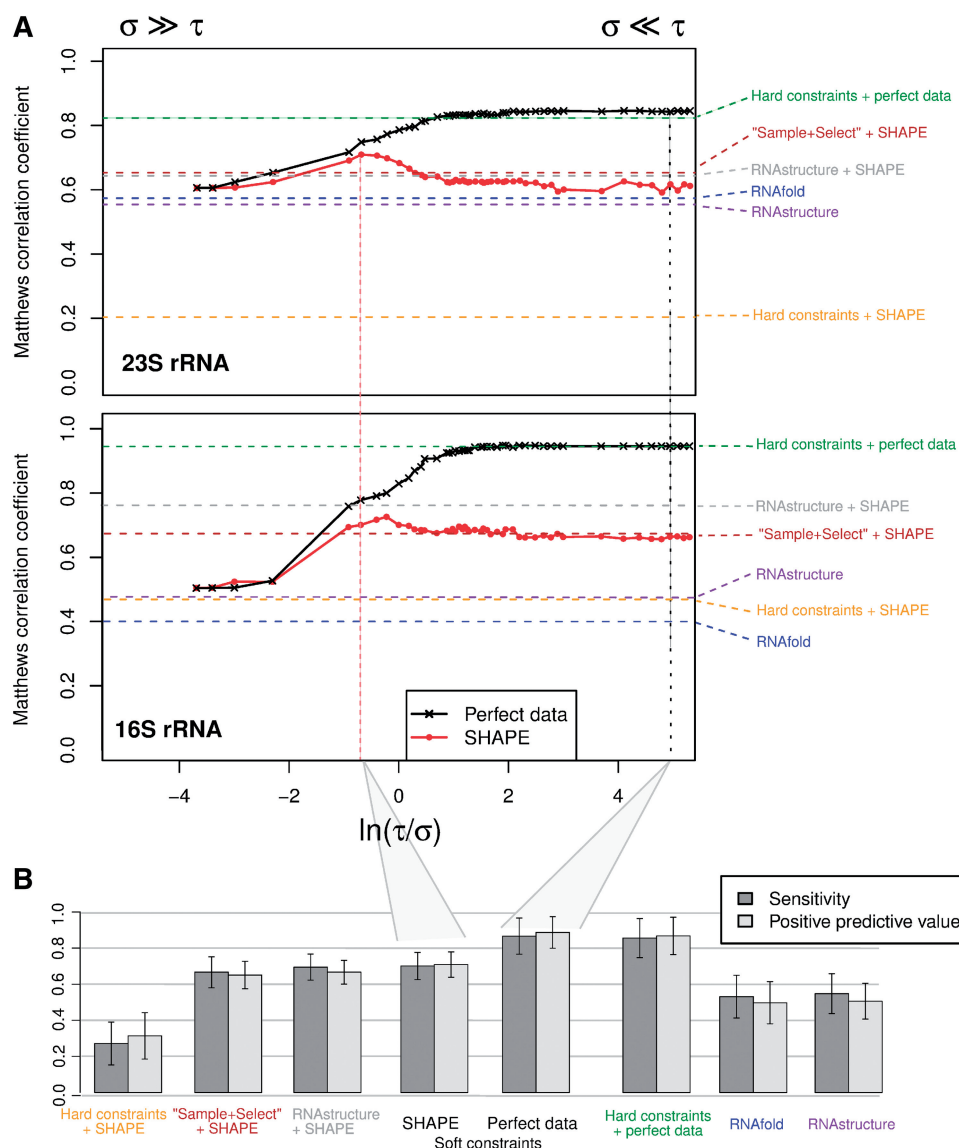 A
σ ≫ τ
σ ≪ τ
Matthews correlation coefficient
1.0
0.8
0.6
0.4
0.2
0.0
23S rRNA
Hard constraints + perfect data
"Sample+Select" + SHAPE
RNAstructure + SHAPE
RNAfold
RNAstructure
Hard constraints + SHAPE
Matthews correlation coefficient
1.0
0.8
0.6
0.4
0.2
0.0
16S rRNA
Perfect data
SHAPE
Hard constraints + perfect data
RNAstructure + SHAPE
"Sample+Select" + SHAPE
RNAstructure
Hard constraints + SHAPE
RNAfold
−4 −2 0 2 4
ln(τ/σ)
B
Sensitivity
Positive predictive value
1.0
0.8
0.6
0.4
0.2
0.0
Hard constraints
+ SHAPE
"Sample+Select"
+ SHAPE
RNAstructure
+ SHAPE
SHAPE
Perfect data
Soft constraints
Hard constraints
+ perfect data
RNAfold
RNAstructure